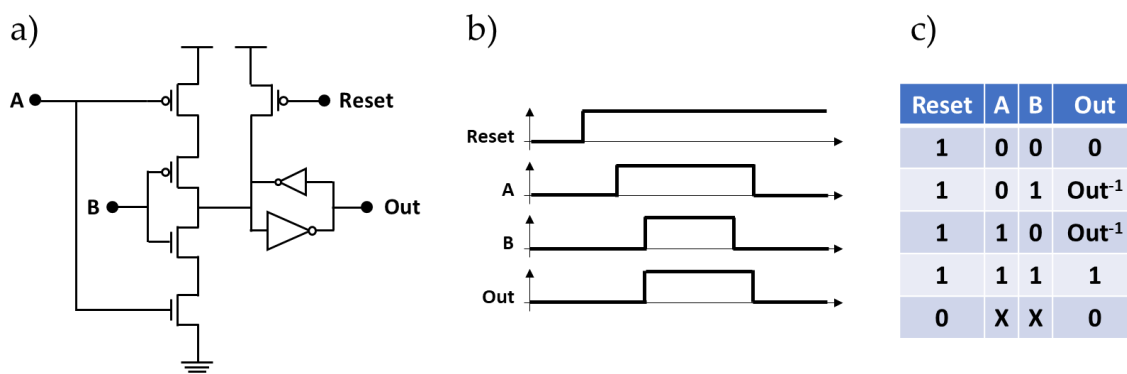 a)
A
Reset
B
Out
b)
Reset
A
B
Out
c)
Reset A B Out
1 0 0 0
1 0 1 Out⁻¹
1 1 0 Out⁻¹
1 1 1 1
0 X X 0